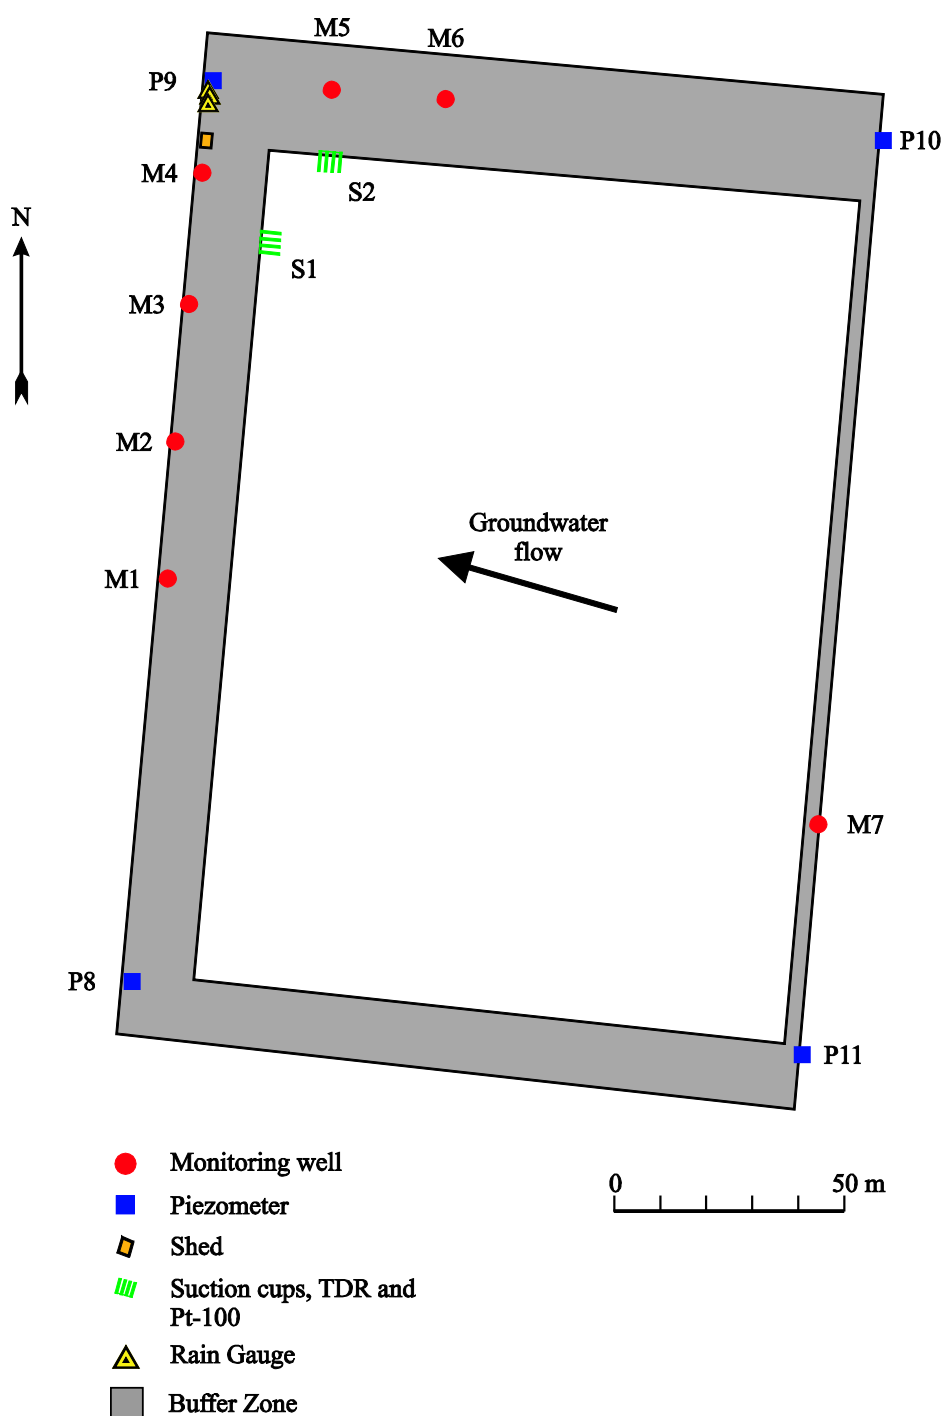 M5
M6
P9
P10
M4
S2
N
S1
M3
M2
Groundwater
flow
M1
M7
P8
P11
Monitoring well
0 50 m
Piezometer
Shed
Suction cups, TDR and
Pt-100
Rain Gauge
Buffer Zone